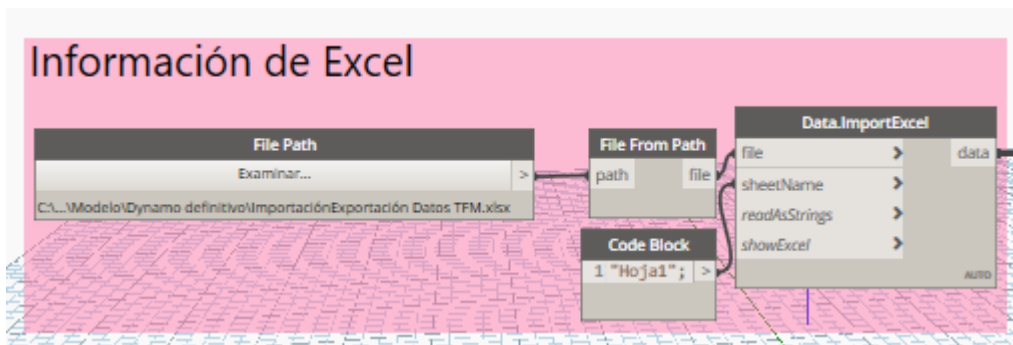 Información de Excel
File Path
Examinar...
>
C:\...\Modelo\Dynamo definitivo\ImportaciónExportación Datos TFM.xlsx
File From Path
path file
Code Block
1 "Hoja1"; >
Data.ImportExcel
file > data
sheetName >
readAsStrings >
showExcel >
AUTO